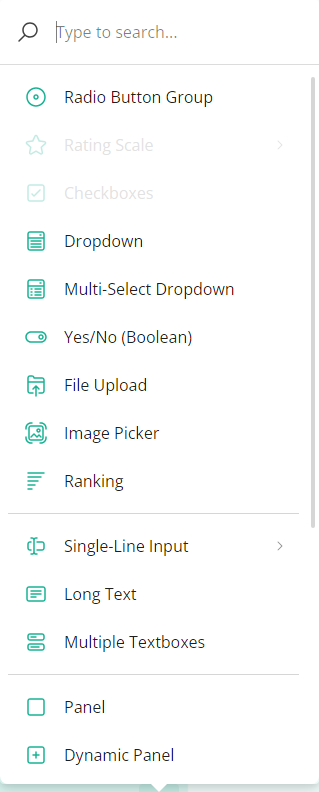 Type to search...
Radio Button Group
Rating Scale
Checkboxes
Dropdown
Multi-Select Dropdown
Yes/No (Boolean)
File Upload
Image Picker
Ranking
Single-Line Input
Long Text
Multiple Textboxes
Panel
Dynamic Panel